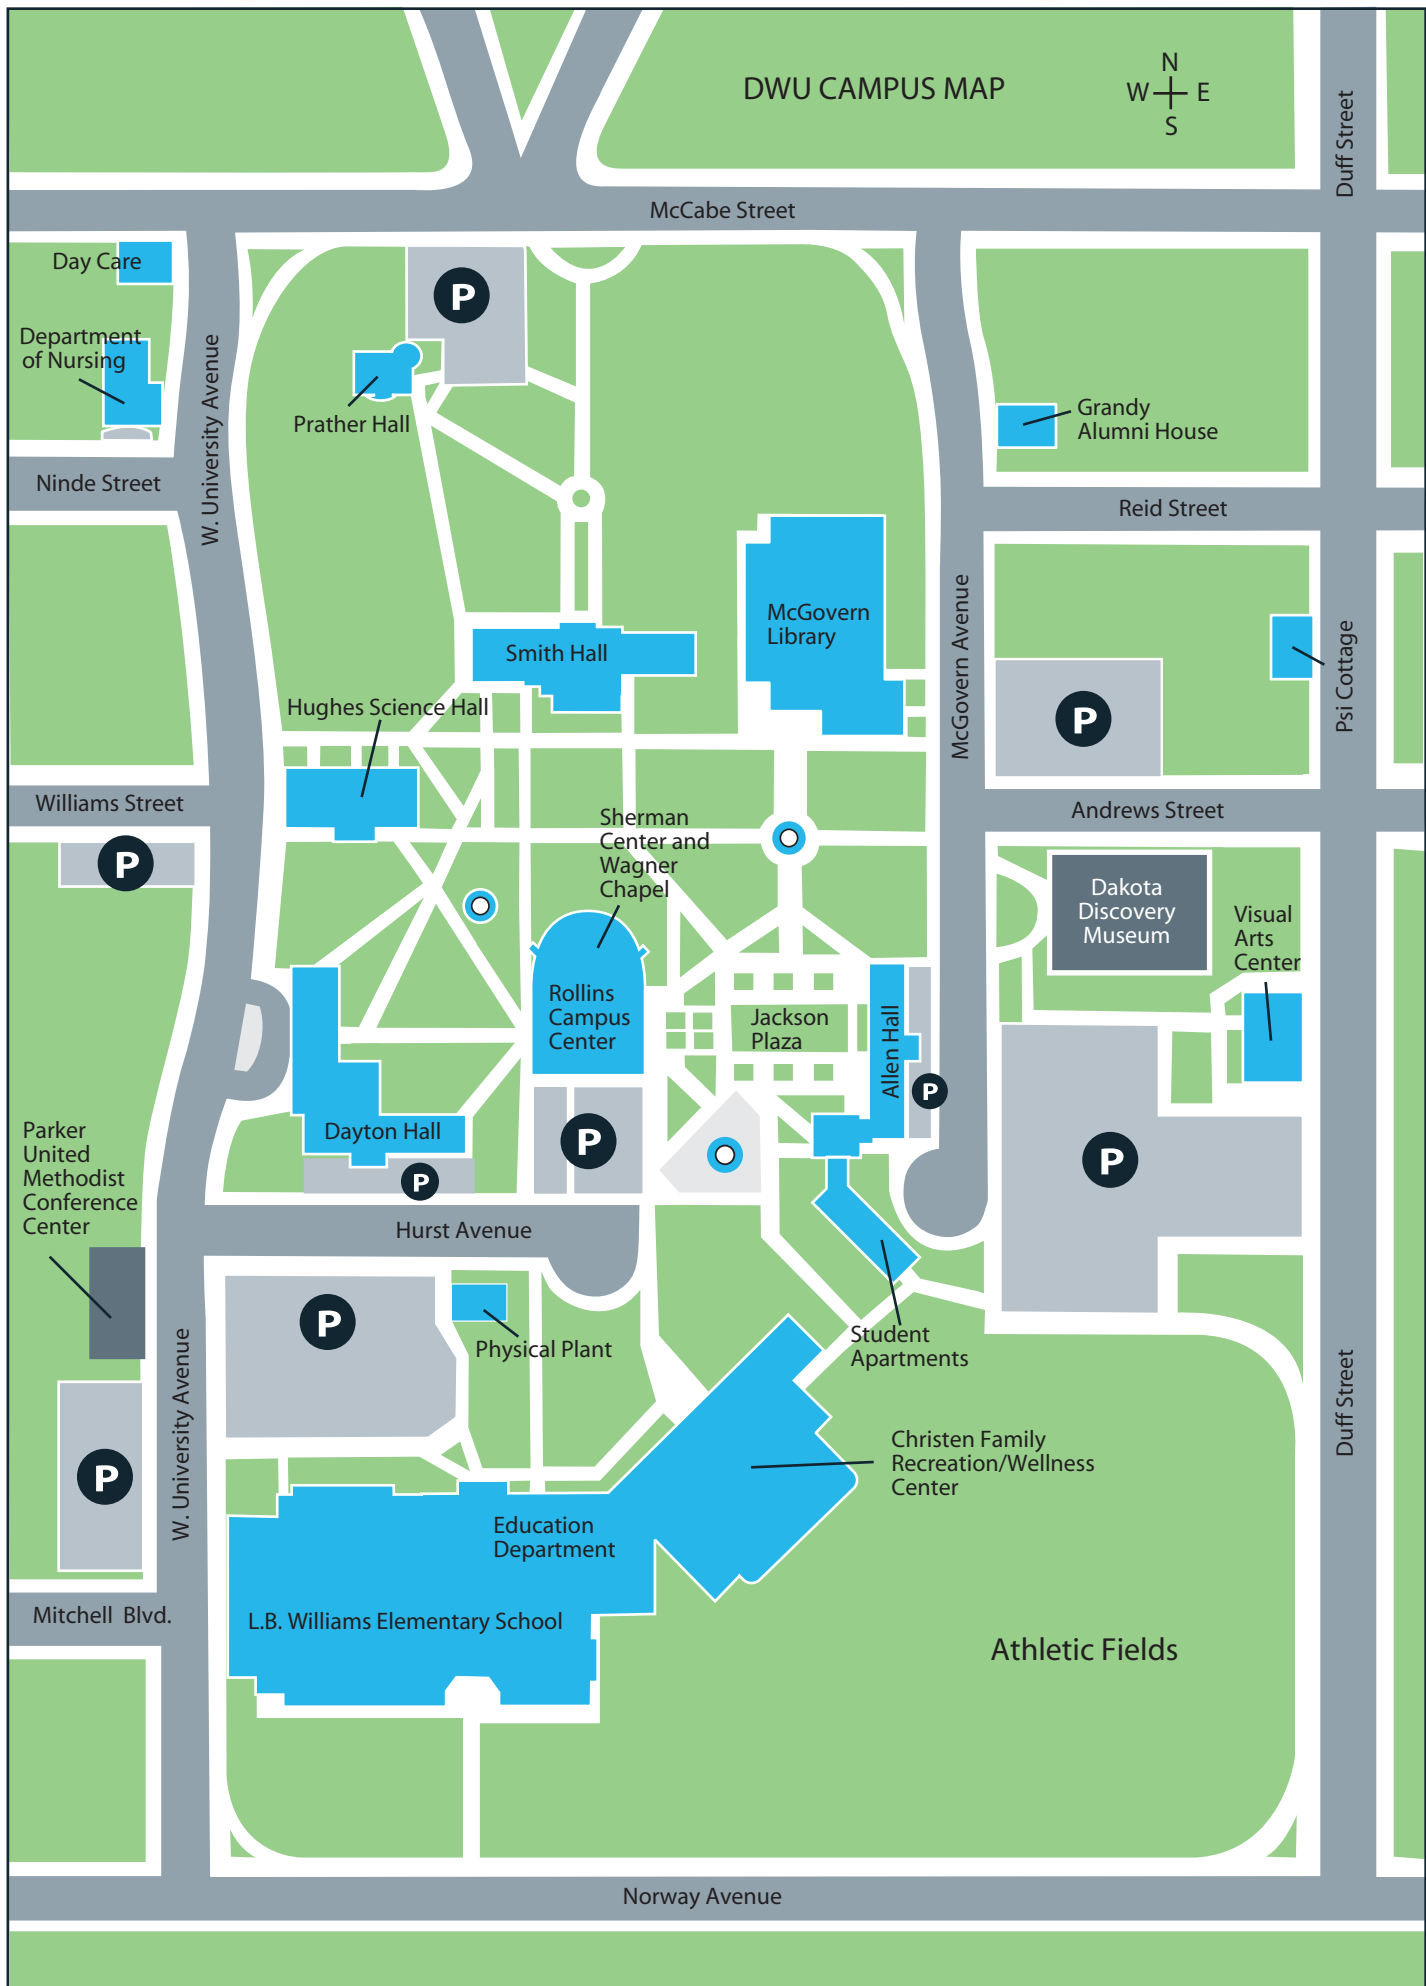 DWU CAMPUS MAP
N
W E
S
Duff Street
McCabe Street
Day Care
P
Department
of Nursing
W. University Avenue
Prather Hall
Grandy
Alumni House
Ninde Street
Reid Street
McGovern
Library
McGovern Avenue
Smith Hall
Psi Cottage
Hughes Science Hall
P
Williams Street
Andrews Street
Sherman
Center and
Wagner
Chapel
P
Dakota
Discovery
Museum
Visual
Arts
Center
Rollins
Campus
Center
Jackson
Plaza
Allen Hall
P
Dayton Hall
P
P
P
Parker
United
Methodist
Conference
Center
Hurst Avenue
P
Physical Plant
Student
Apartments
W. University Avenue
Duff Street
P
Christen Family
Recreation/Wellness
Center
Education
Department
Mitchell Blvd.
L.B. Williams Elementary School
Athletic Fields
Norway Avenue